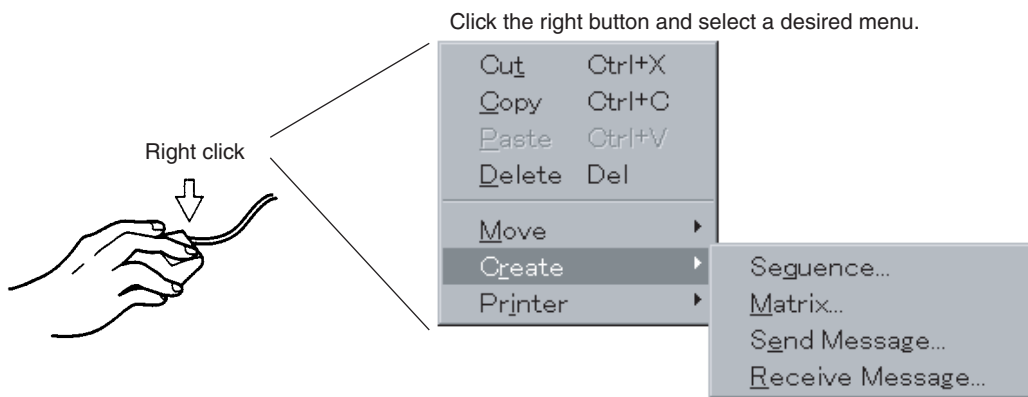 Click the right button and select a desired menu.
Right click
Cut Ctrl+X
Copy Ctrl+C
Paste Ctrl+V
Delete Del
Move
Create
Printer
Sequence...
Matrix...
Send Message...
Receive Message...